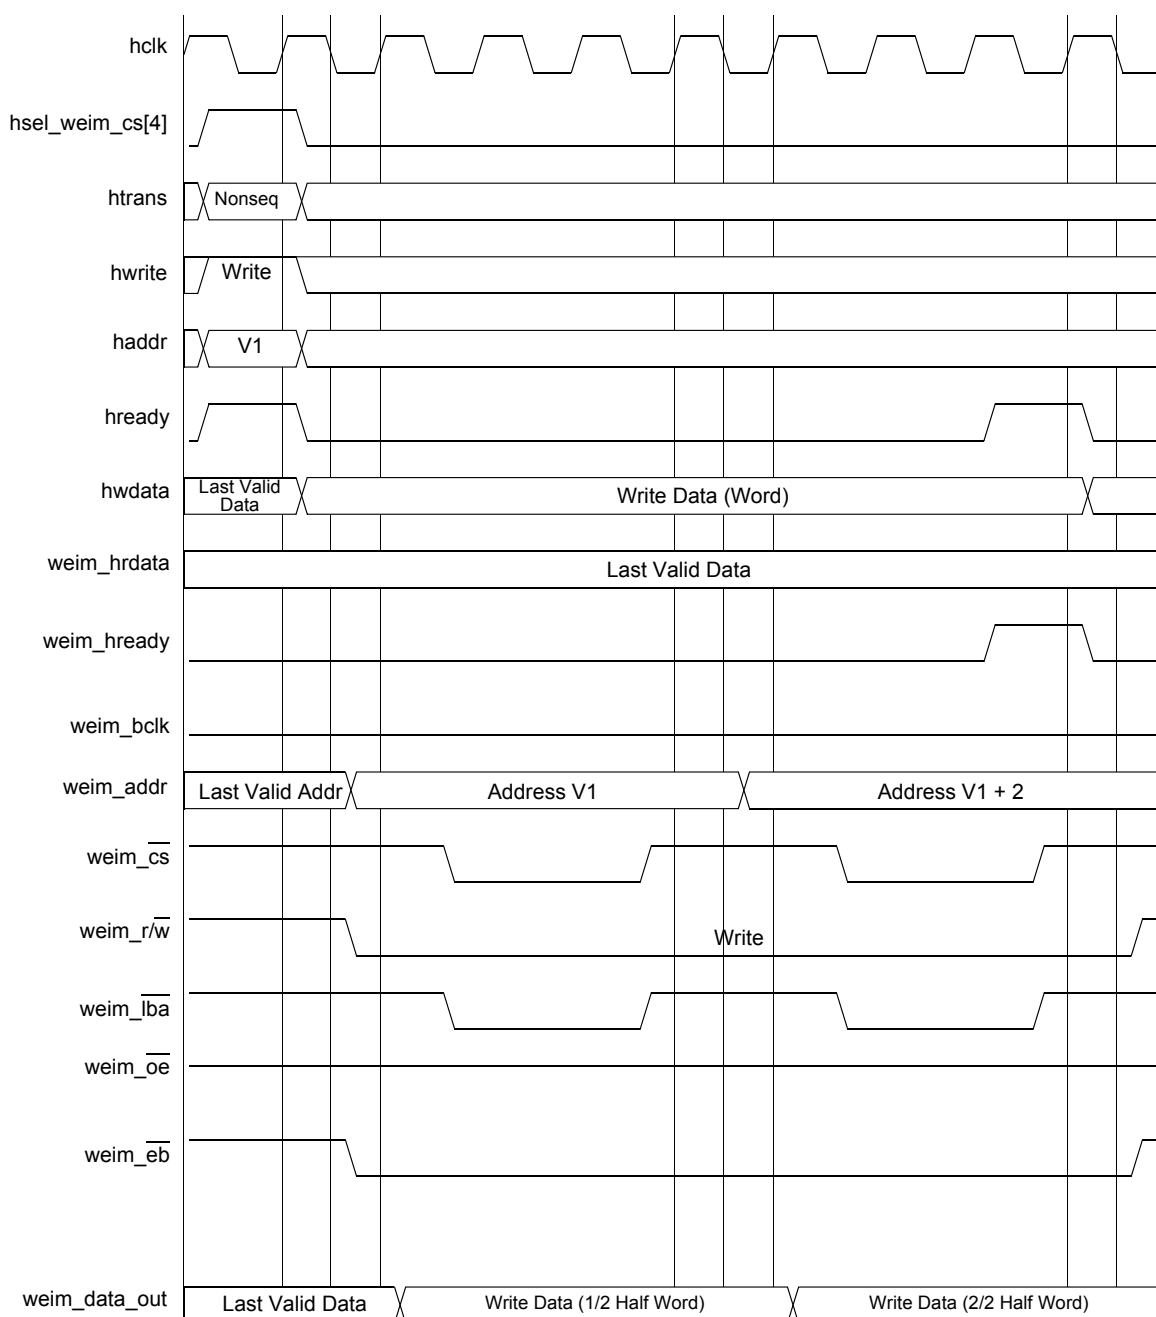 hclk
hsel_weim_cs[4]
htrans
Nonseq
hwrite
Write
haddr
V1
hready
hwdata
Last Valid
Data
Write Data (Word)
weim_hrdata
Last Valid Data
weim_hready
weim_bclk
weim_addr
Last Valid Addr
Address V1
Address V1 + 2
weim_cs
weim_r/w
Write
weim_lba
weim_oe
weim_eb
weim_data_out
Last Valid Data
Write Data (1/2 Half Word)
Write Data (2/2 Half Word)